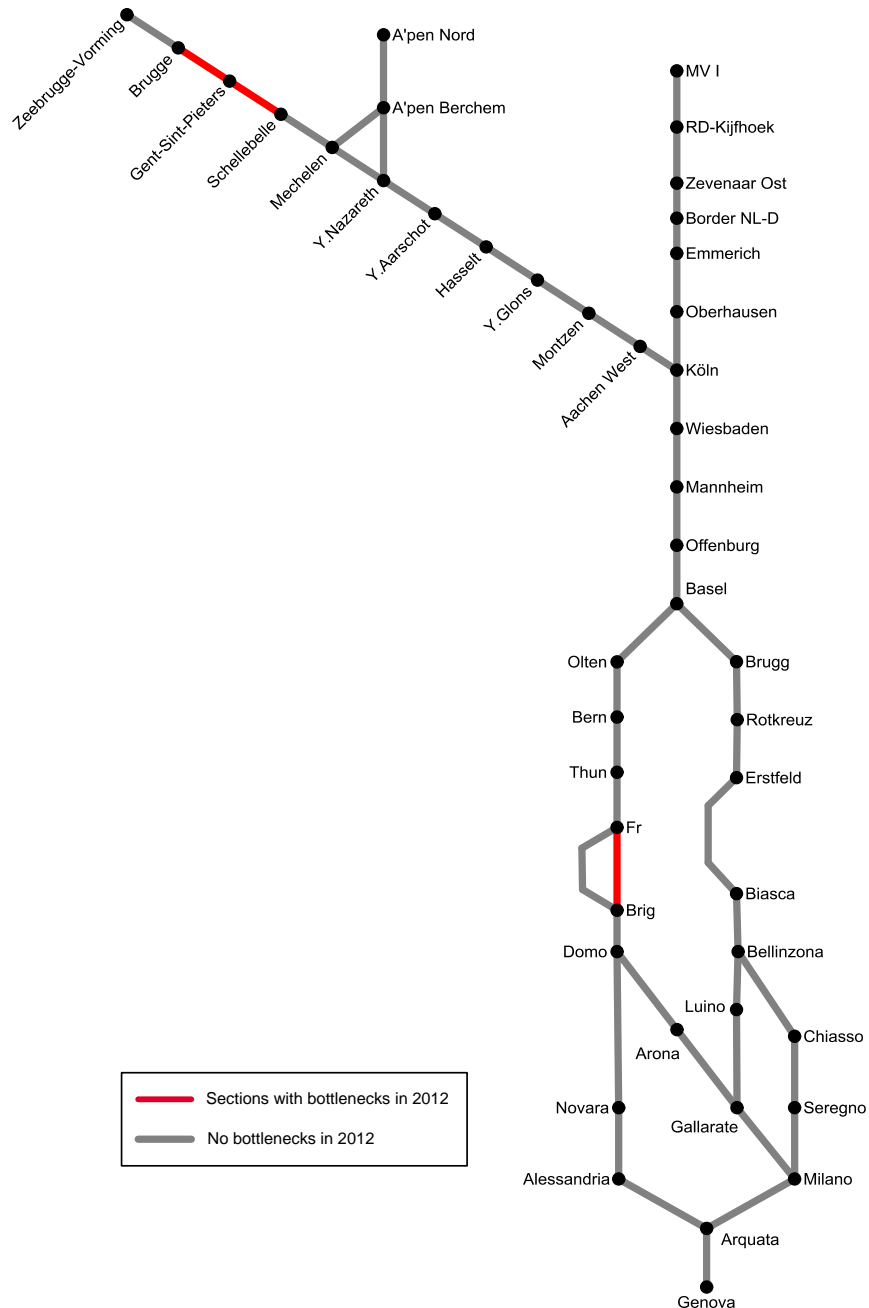 Zeebrugge-Vorming
Brugge
Gent-Sint-Pieters
Schellebelle
Mechelen
Y.Nazareth
Y.Aarschot
Hasselt
Y.Glons
Montzen
Aachen West
A'pen Nord
A'pen Berchem
MV I
RD-Kijfhoek
Zevenaar Ost
Border NL-D
Emmerich
Oberhausen
Köln
Wiesbaden
Mannheim
Offenburg
Basel
Olten
Brugg
Bern
Rotkreuz
Thun
Erstfeld
Fr
Biasca
Brig
Domo
Bellinzona
Luino
Chiasso
Arona
Novara
Gallarate
Seregno
Alessandria
Milano
Arquata
Genova
Sections with bottlenecks in 2012
No bottlenecks in 2012